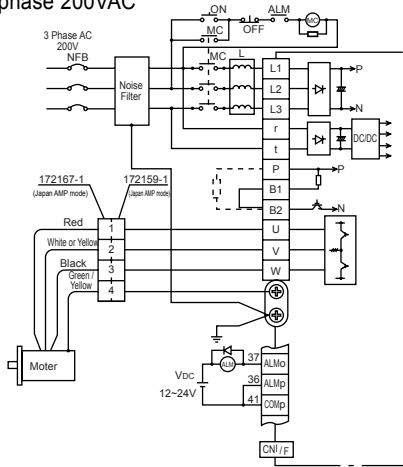 phase 200VAC
ON
ALM
MC
OFF
MC
3 Phase AC
200V
NFB
MC
L
Noise
Filter
L1
L2
L3
r
t
P
B1
B2
U
V
W
P
N
DC/DC
P
N
172167-1
(Japan AMP mode)
172159-1
(Japan AMP mode)
Red
1
White or Yellow
2
Black
3
Green /
Yellow
4
Moter
VDC
12~24V
ALM
37
ALMo
36
ALMp
41
COMp
CNI/F